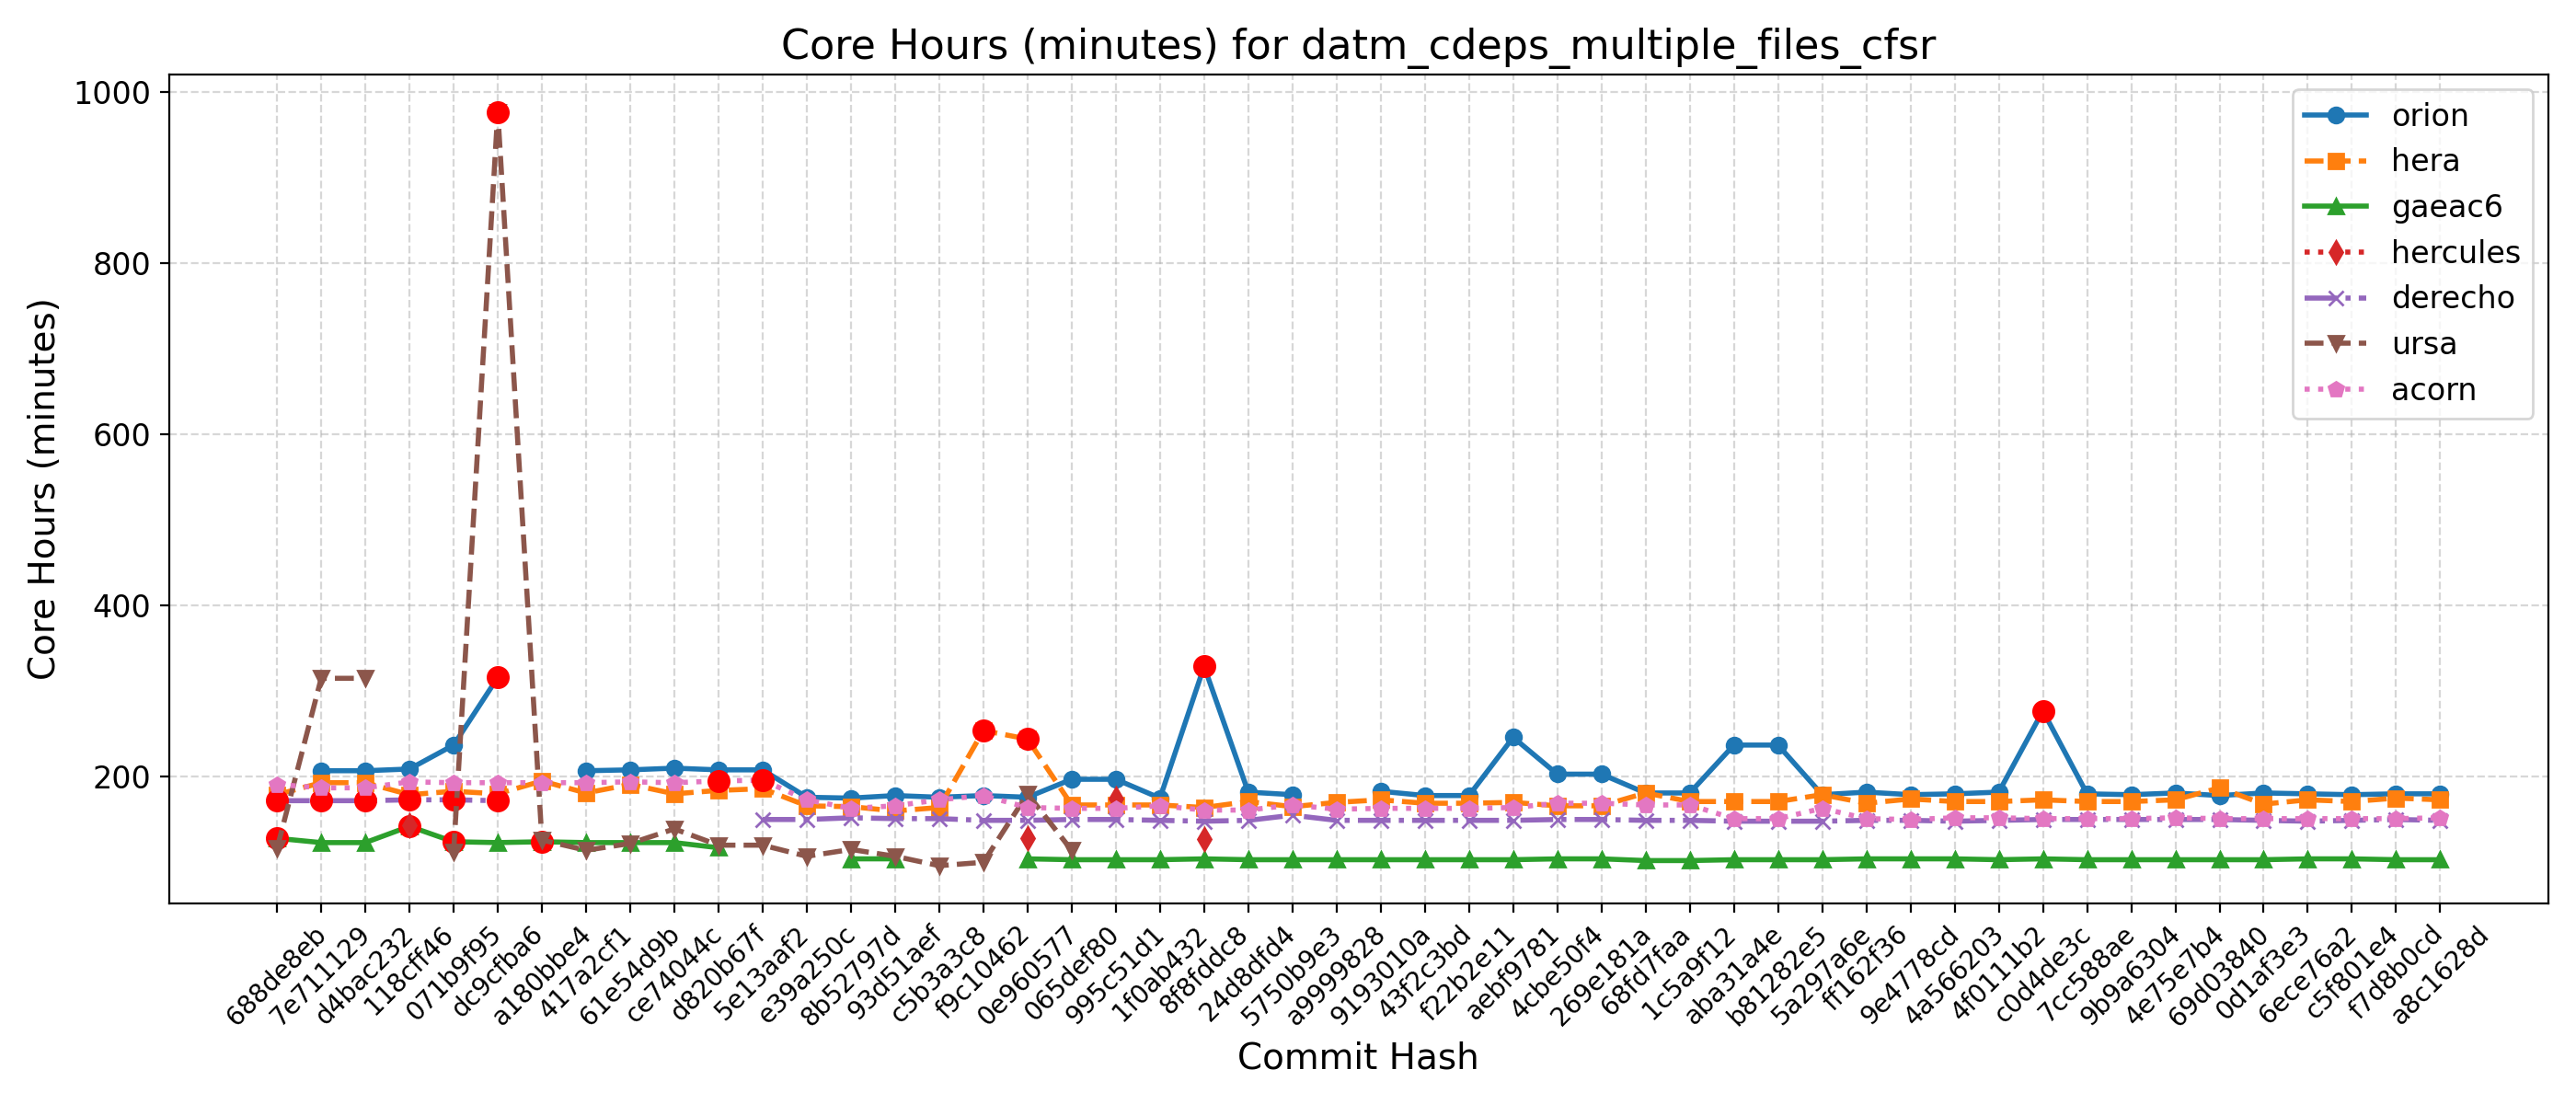 Core Hours (minutes) for datm_cdeps_multiple_files_cfsr
Core Hours (minutes)
1000
800
600
400
200
orion
hera
gaeac6
hercules
derecho
ursa
acorn
688de8eb
7e711129
d4bac232
118cff46
071b9f95
dc9cfba6
a180bbe4
417a2cf1
61e54d9b
ce74044c
d820b67f
5e13aaf2
e39a250c
8b52797d
93d51aef
c5b3a3c8
f9c10462
0e960577
065def80
995c51d1
1f0ab432
8f8fddc8
24d8dfd4
5750b9e3
a9999828
9193010a
43f2c3bd
f22b2e11
aebf9781
4cbe50f4
269e181a
68fd7faa
1c5a9f12
aba31a4e
b81282e5
5a297a6e
ff162f36
9e4778cd
4a566203
4f0111b2
c0d4de3c
7cc588ae
9b9a6304
4e75e7b4
69d03840
0d1af3e3
6ece76a2
c5f801e4
f7d8b0cd
a8c1628d
Commit Hash